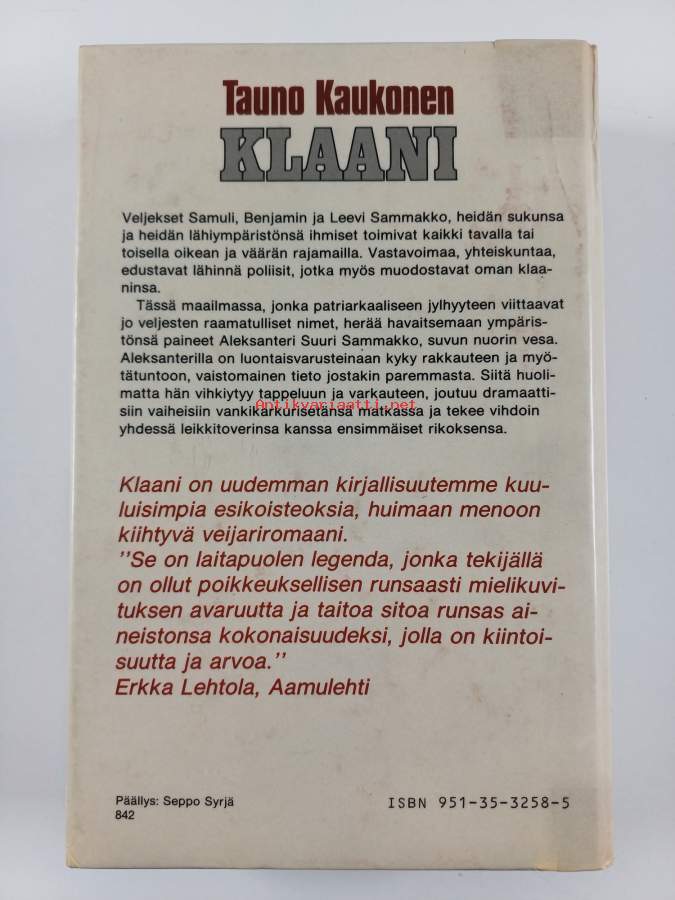 Tauno Kaukonen
KLAANI
Veljekset Samuli, Benjamin ja Leevi Sammakko, heidän sukunsa
ja heidän lähiympäristönsä ihmiset toimivat kaikki tavalla tai
toisella oikean ja väärän rajamailla. Vastavoimaa, yhteiskuntaa,
edustavat lähinnä poliisit, jotka myös muodostavat oman klaa-
ninsa.
Tässä maailmassa, jonka patriarkaaliseen jylhyyteen viittaavat
jo veljesten raamatulliset nimet, herää havaitsemaan ympäris-
tönsä paineet Aleksanteri Suuri Sammakko, suvun nuorin vesa.
Aleksanterilla on luontaisvarusteinaan kyky rakkauteen ja myö-
tätuntoon, vaistomainen tieto jostakin paremmasta. Siitä huoli-
matta hän vihkiytyy tappeluun ja varkauteen, joutuu dramaatti-
siin vaiheisiin vankikarkurisetänsä matkassa ja tekee vihdoin
yhdessä leikkitoverinsa kanssa ensimmäiset rikoksensa.
Antikvariaatti.net
Klaani on uudemman kirjallisuutemme kuu-
luisimpia esikoisteoksia, huimaan menoon
kiihtyvä veijariromaani.
"Se on laitapuolen legenda, jonka tekijällä
on ollut poikkeuksellisen runsaasti mielikuvi-
tuksen avaruutta ja taitoa sitoa runsas ai-
neistonsa kokonaisuudeksi, jolla on kiintoi-
suutta ja arvoa."
Erkka Lehtola, Aamulehti
Päällys: Seppo Syrjä
842
ISBN 951-35-3258-5